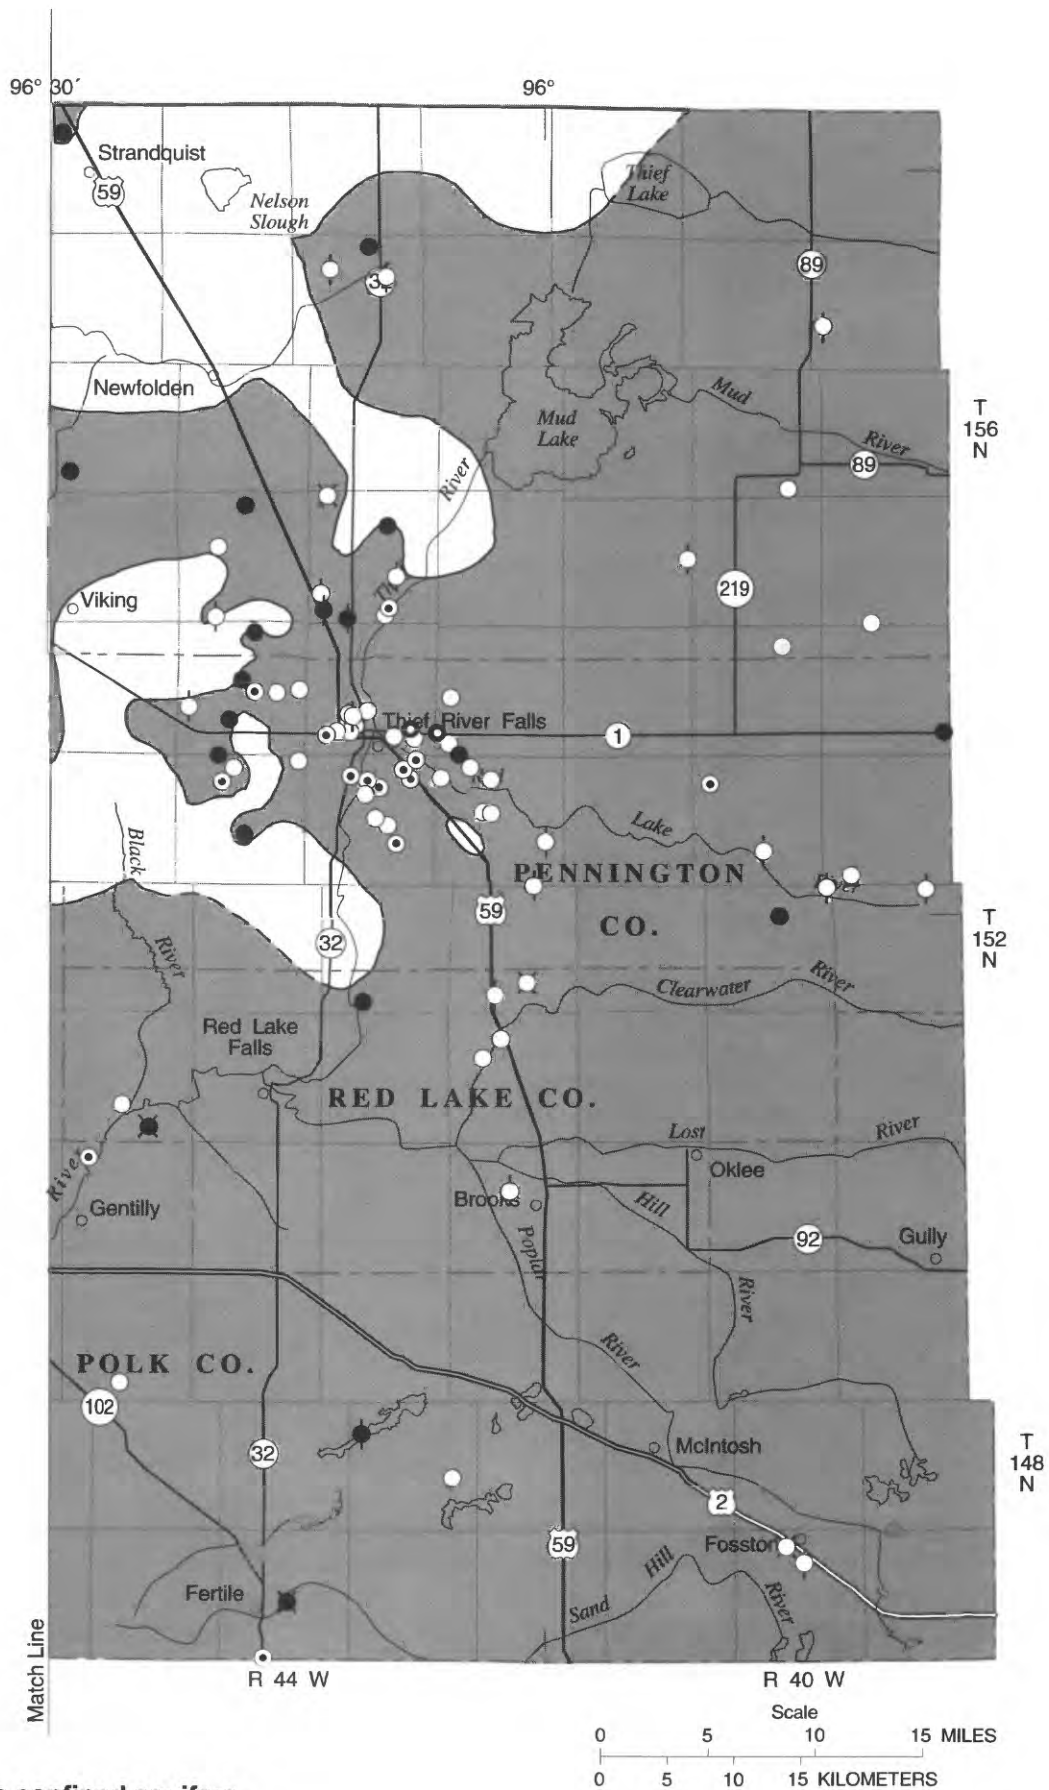 96° 30´
96°
Strandquist
59
Nelson
Slough
Thief
Lake
89
Newfolden
Mud
Lake
Mud
River
89
T
156
N
River
219
Viking
Thief River Falls
1
Lake
Black
River
PENNINGTON
CO.
59
T
152
N
32
River
Clearwater
River
Red Lake
Falls
RED LAKE CO.
Lost
River
Oklee
River
Gentilly
Brooks
Hill
92
Gully
Poplar
River
River
POLK CO.
102
32
McIntosh
T
148
N
2
59
Fosston
Hill
Fertile
Sand
River
Match Line
R 44 W
R 40 W
Scale
0 5 10 15 MILES
0 5 10 15 KILOMETERS